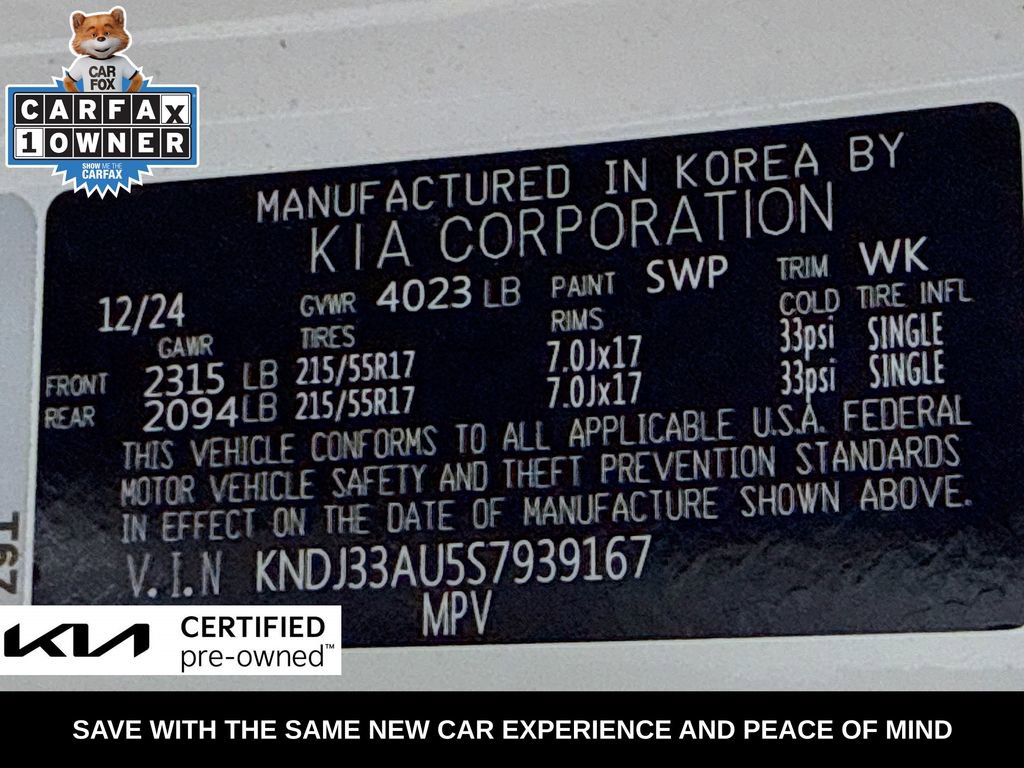 CAR
FOX
CARFAX
1 OWNER
SHOW ME THE
CARFAX
MANUFACTURED IN KOREA BY
KIA CORPORATION
12/24 GVWR 4023 LB PAINT SWP TRIM WK
GAWR TIRES RIMS COLD TIRE INFL
FRONT 2315 LB 215/55R17 7.0Jx17 33psi SINGLE
REAR 2094 LB 215/55R17 7.0Jx17 33psi SINGLE
THIS VEHICLE CONFORMS TO ALL APPLICABLE U.S.A. FEDERAL
MOTOR VEHICLE SAFETY AND THEFT PREVENTION STANDARDS
IN EFFECT ON THE DATE OF MANUFACTURE SHOWN ABOVE.
V.I.N KNDJ33AU5S7939167
MPV
T67
KIA CERTIFIED
pre-owned™
SAVE WITH THE SAME NEW CAR EXPERIENCE AND PEACE OF MIND